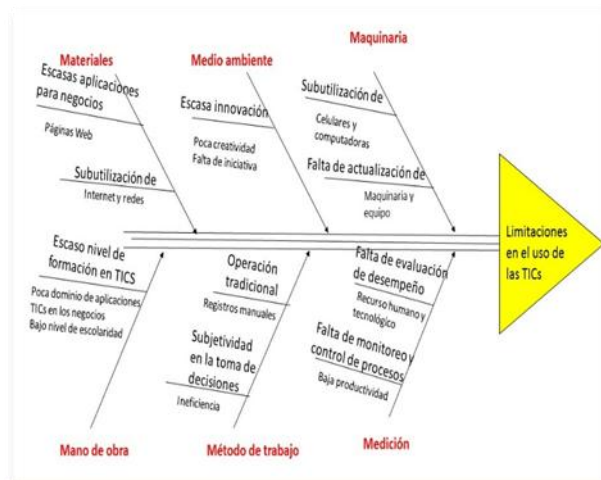 Materiales
Escasas aplicaciones
para negocios
Páginas Web
Subutilización de
Internet y redes
Medio ambiente
Escasa innovación
Poca creatividad
Falta de iniciativa
Maquinaria
Subutilización de
Celulares y
computadoras
Falta de actualización de
Maquinaria y
equipo
Limitaciones
en el uso de
las TICs
Escaso nivel de
formación en TICS
Poca dominio de aplicaciones
TICs en los negocios
Bajo nivel de escolaridad
Mano de obra
Operación
tradicional
Registros manuales
Subjetividad
en la toma de
decisiones
Ineficiencia
Método de trabajo
Falta de evaluación
de desempeño
Recurso humano y
tecnológico
Falta de monitoreo y
control de procesos
Baja productividad
Medición